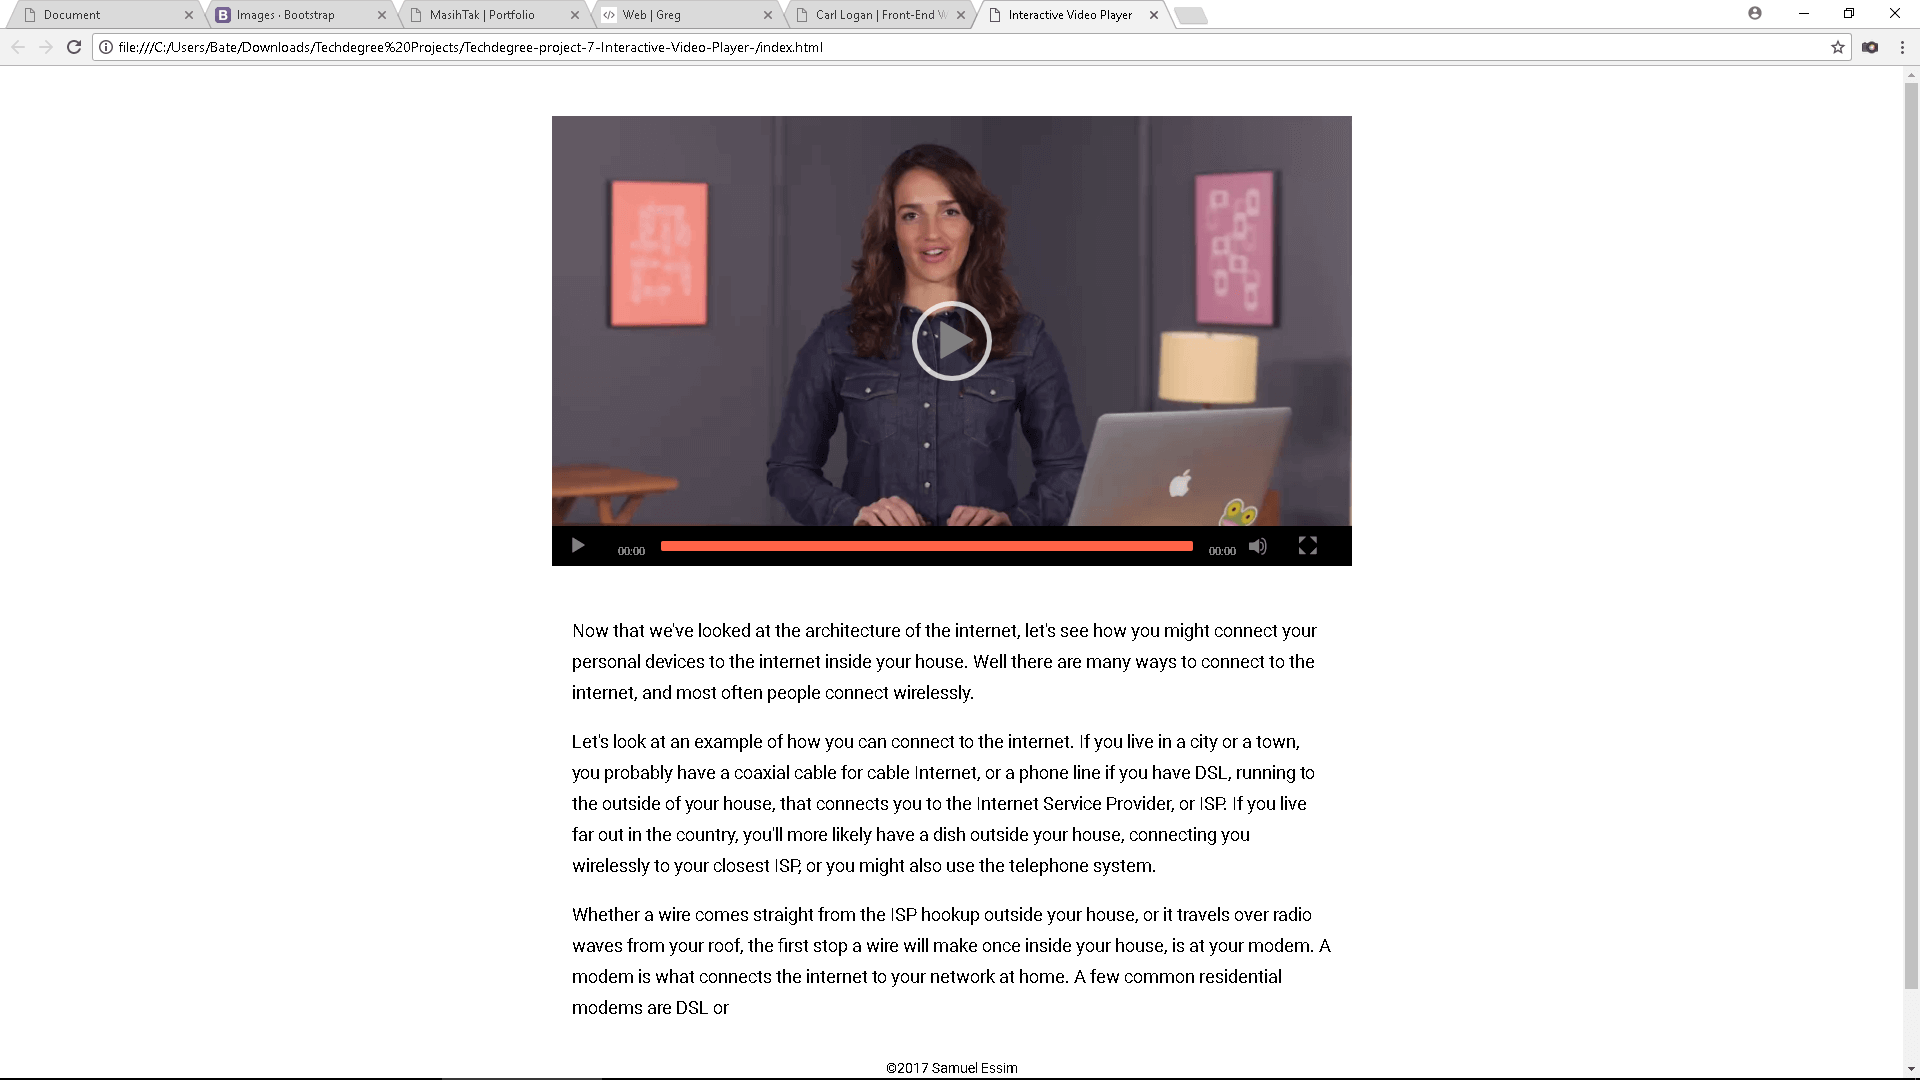 Document
Images · Bootstrap
MasihTak | Portfolio
Web | Greg
Carl Logan | Front-End
Interactive Video Player
file:///C:/Users/Bate/Downloads/Techdegree%20Projects/Techdegree-project-7-Interactive-Video-Player-/index.html
00:00
00:00
Now that we've looked at the architecture of the internet, let's see how you might connect your
personal devices to the internet inside your house. Well there are many ways to connect to the
internet, and most often people connect wirelessly.
Let's look at an example of how you can connect to the internet. If you live in a city or a town,
you probably have a coaxial cable for cable Internet, or a phone line if you have DSL, running to
the outside of your house, that connects you to the Internet Service Provider, or ISP. If you live
far out in the country, you'll more likely have a dish outside your house, connecting you
wirelessly to your closest ISP, or you might also use the telephone system.
Whether a wire comes straight from the ISP hookup outside your house, or it travels over radio
waves from your roof, the first stop a wire will make once inside your house, is at your modem. A
modem is what connects the internet to your network at home. A few common residential
modems are DSL or
©2017 Samuel Essim